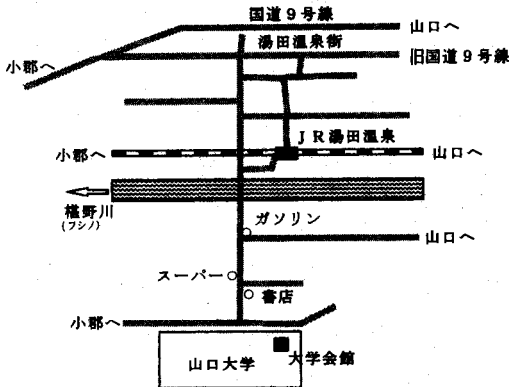 国道9号線
山口へ
湯田温泉街
旧国道9号線
小郡へ
JR湯田温泉
小郡へ
山口へ
椹野川
(フシノ)
ガソリン
山口へ
スーパー
書店
小郡へ
大学会館
山口大学